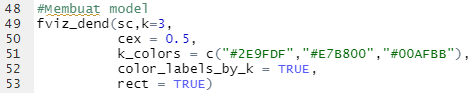 48 #Membuat model
49 fviz_dend(sc,k=3,
50 cex = 0.5,
51 k_colors = c("#2E9FDF","#E7B800","#00AFBB"),
52 color_labels_by_k = TRUE,
53 rect = TRUE)